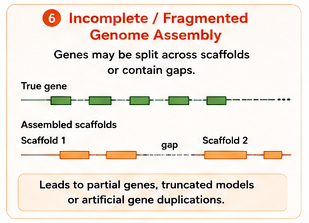 6 Incomplete / Fragmented
Genome Assembly
Genes may be split across scaffolds
or contain gaps.
True gene
Assembled scaffolds
Scaffold 1 gap Scaffold 2
Leads to partial genes, truncated models
or artificial gene duplications.